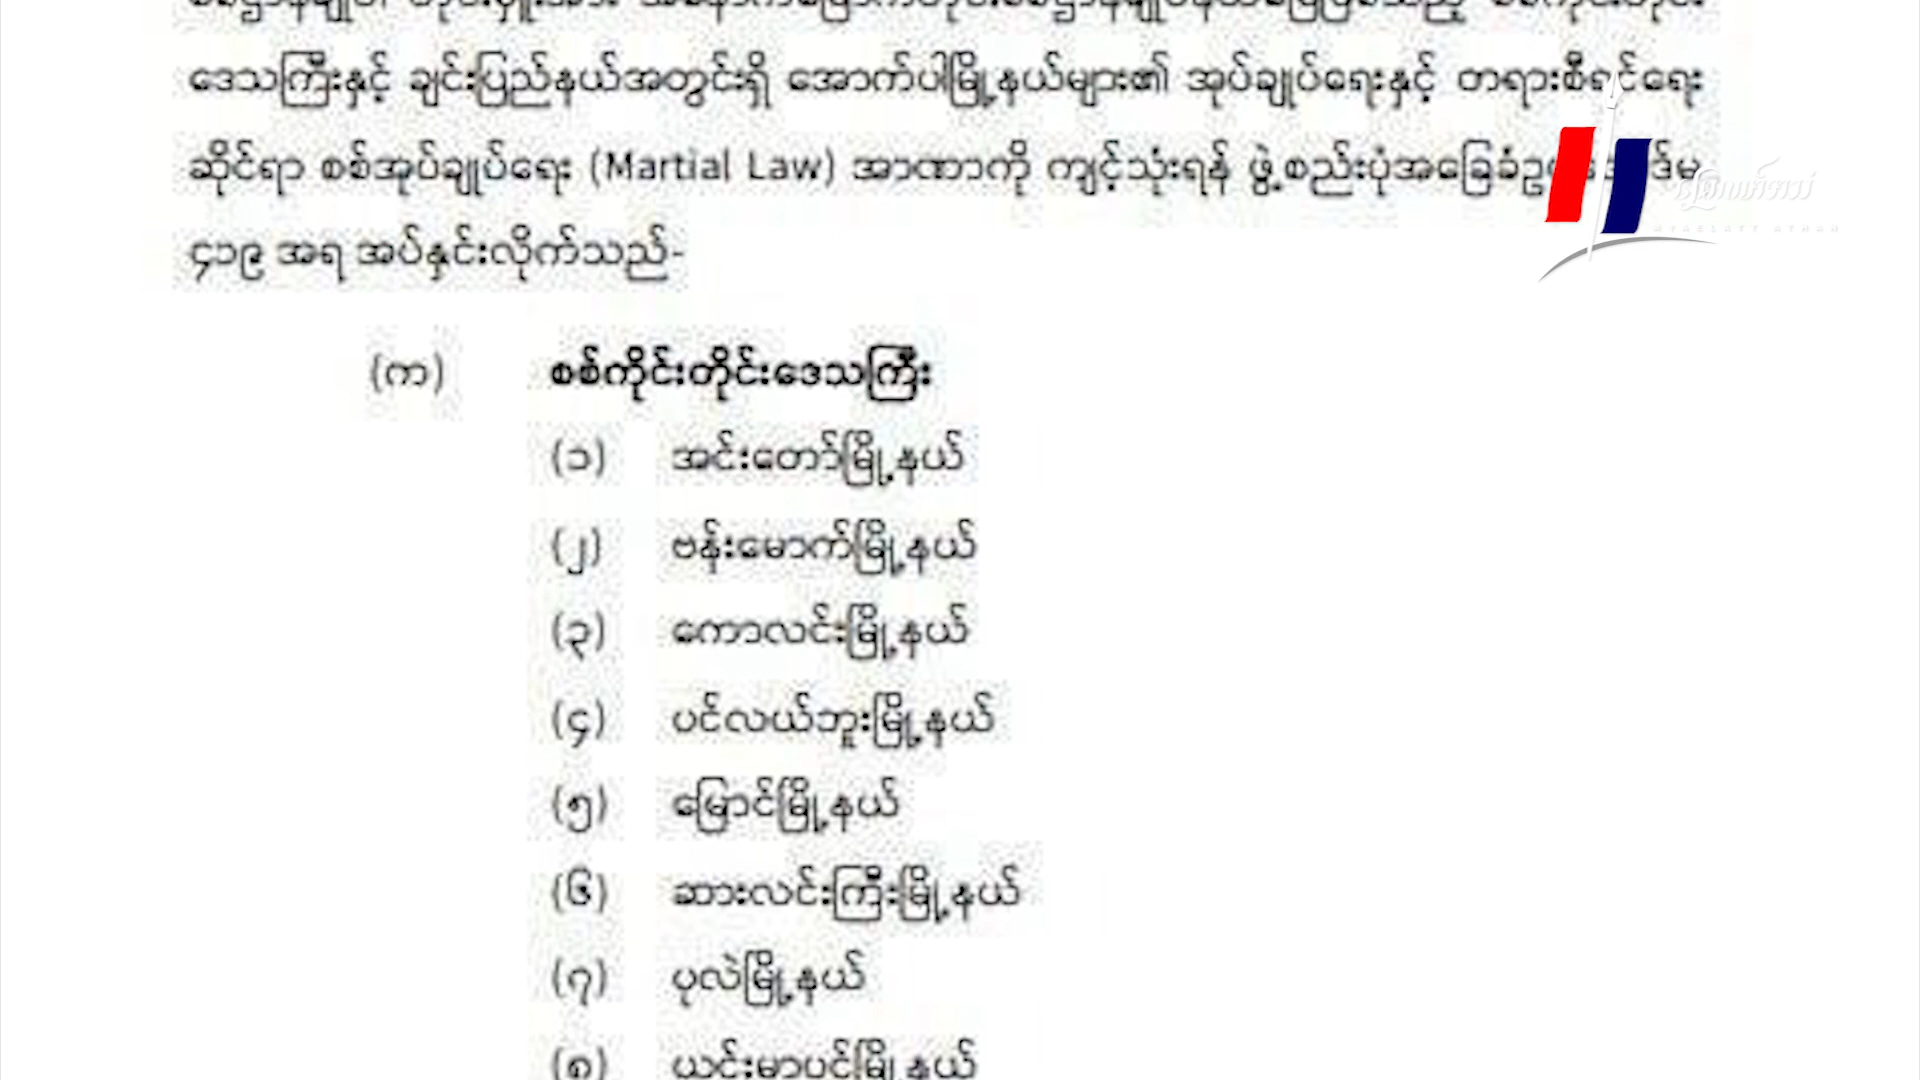 ဒေသကြီးနှင့် ချင်းပြည်နယ်အတွင်းရှိ အောက်ပါမြို့နယ်များ၏ အုပ်ချုပ်ရေးနှင့် တရားစီရင်ရေး
ဆိုင်ရာ စစ်အုပ်ချုပ်ရေး (Martial Law) အာဏာကို ကျင့်သုံးရန် ဖွဲ့စည်းပုံအခြေခံဥပဒေပုဒ်မ
၄၁၉ အရ အပ်နှင်းလိုက်သည်-
(က) စစ်ကိုင်းတိုင်းဒေသကြီး
(၁) အင်းတော်မြို့နယ်
(၂) ဗန်းမောက်မြို့နယ်
(၃) ကောလင်းမြို့နယ်
(၄) ပင်လယ်ဘူးမြို့နယ်
(၅) မြောင်မြို့နယ်
(၆) ဆားလင်းကြီးမြို့နယ်
(၇) ပုလဲမြို့နယ်
(၈) ယင်းမာပင်မြို့နယ်